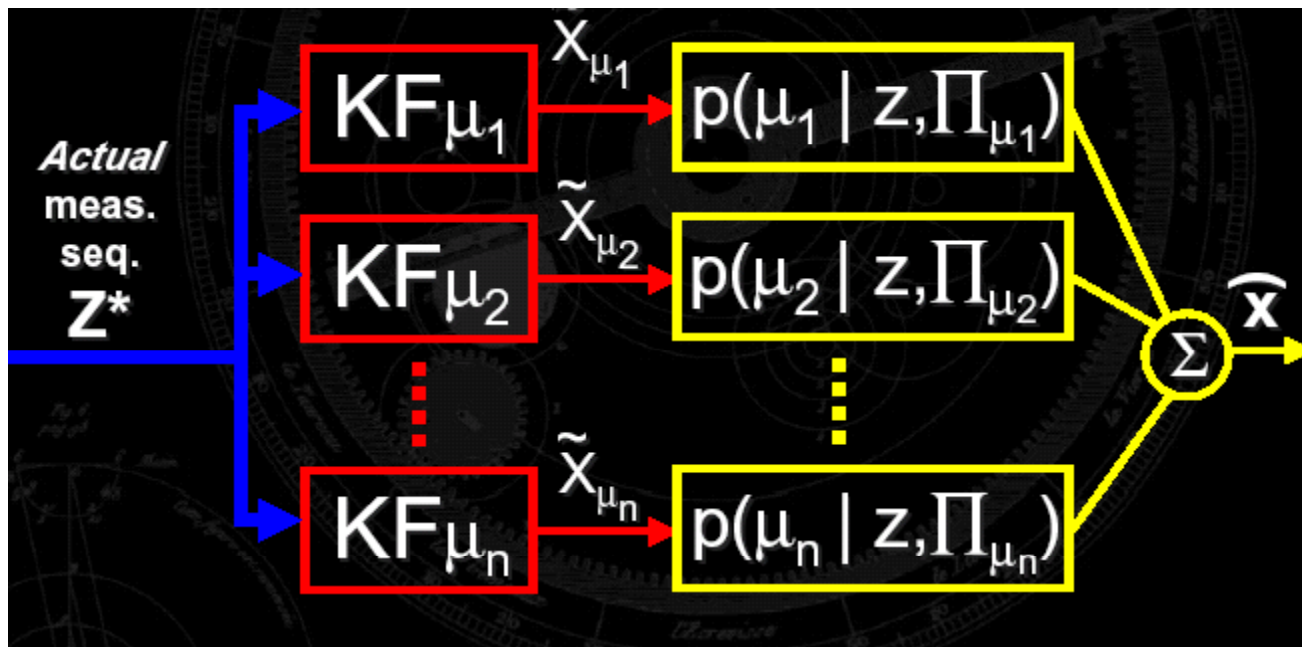 Actual
meas.
seq.
Z*
KFμ₁
x̃μ₁
p(μ₁ | z,Πμ₁)
KFμ₂
x̃μ₂
p(μ₂ | z,Πμ₂)
KFμₙ
x̃μₙ
p(μₙ | z,Πμₙ)
Σ
x̂